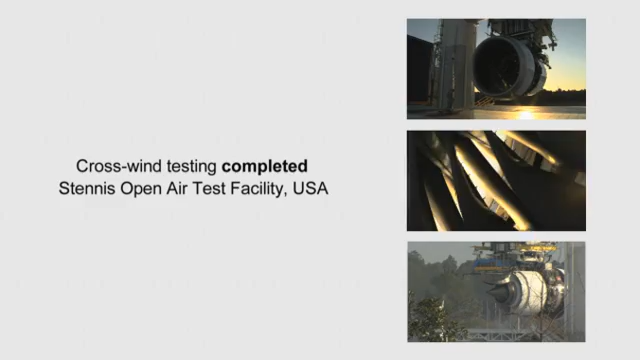 Cross-wind testing completed
Stennis Open Air Test Facility, USA